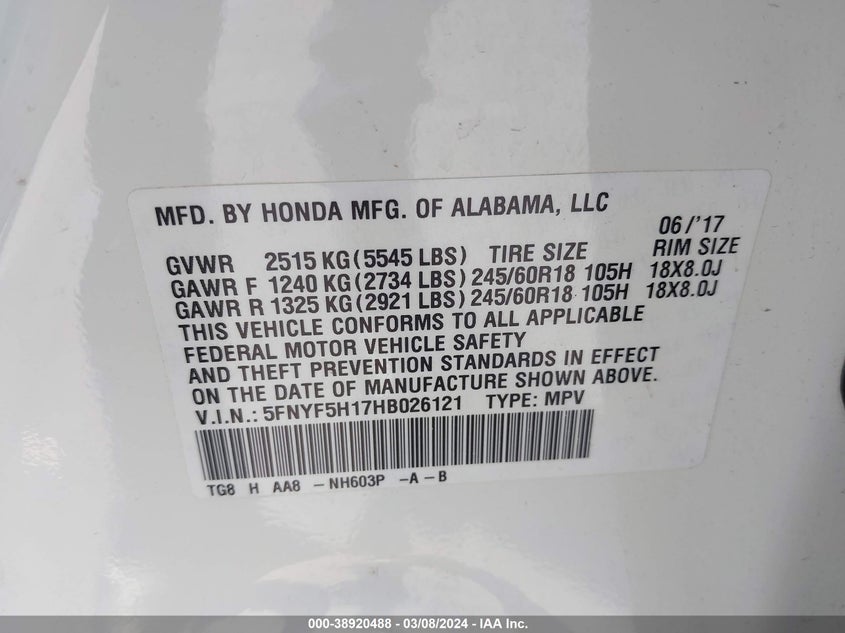 MFD. BY HONDA MFG. OF ALABAMA, LLC
06/'17
GVWR 2515 KG(5545 LBS) TIRE SIZE RIM SIZE
GAWR F 1240 KG(2734 LBS) 245/60R18 105H 18X8.0J
GAWR R 1325 KG(2921 LBS) 245/60R18 105H 18X8.0J
THIS VEHICLE CONFORMS TO ALL APPLICABLE
FEDERAL MOTOR VEHICLE SAFETY
AND THEFT PREVENTION STANDARDS IN EFFECT
ON THE DATE OF MANUFACTURE SHOWN ABOVE.
V.I.N.: 5FNYF5H17HB026121 TYPE: MPV
TG8 H AA8 -NH603P -A-B
000-38920488 - 03/08/2024 - IAA Inc.